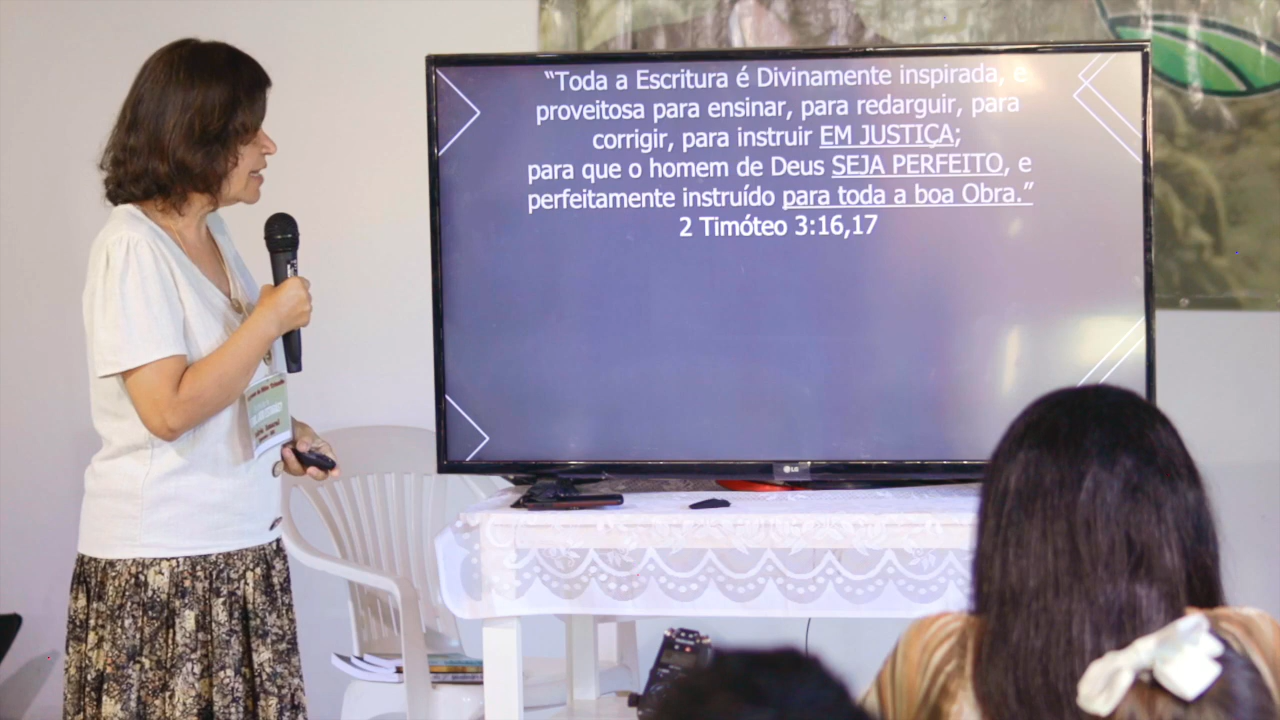 “Toda a Escritura é Divinamente inspirada, e
proveitosa para ensinar, para redarguir, para
corrigir, para instruir EM JUSTIÇA;
para que o homem de Deus SEJA PERFEITO, e
perfeitamente instruído para toda a boa Obra.”
2 Timóteo 3:16,17
LG